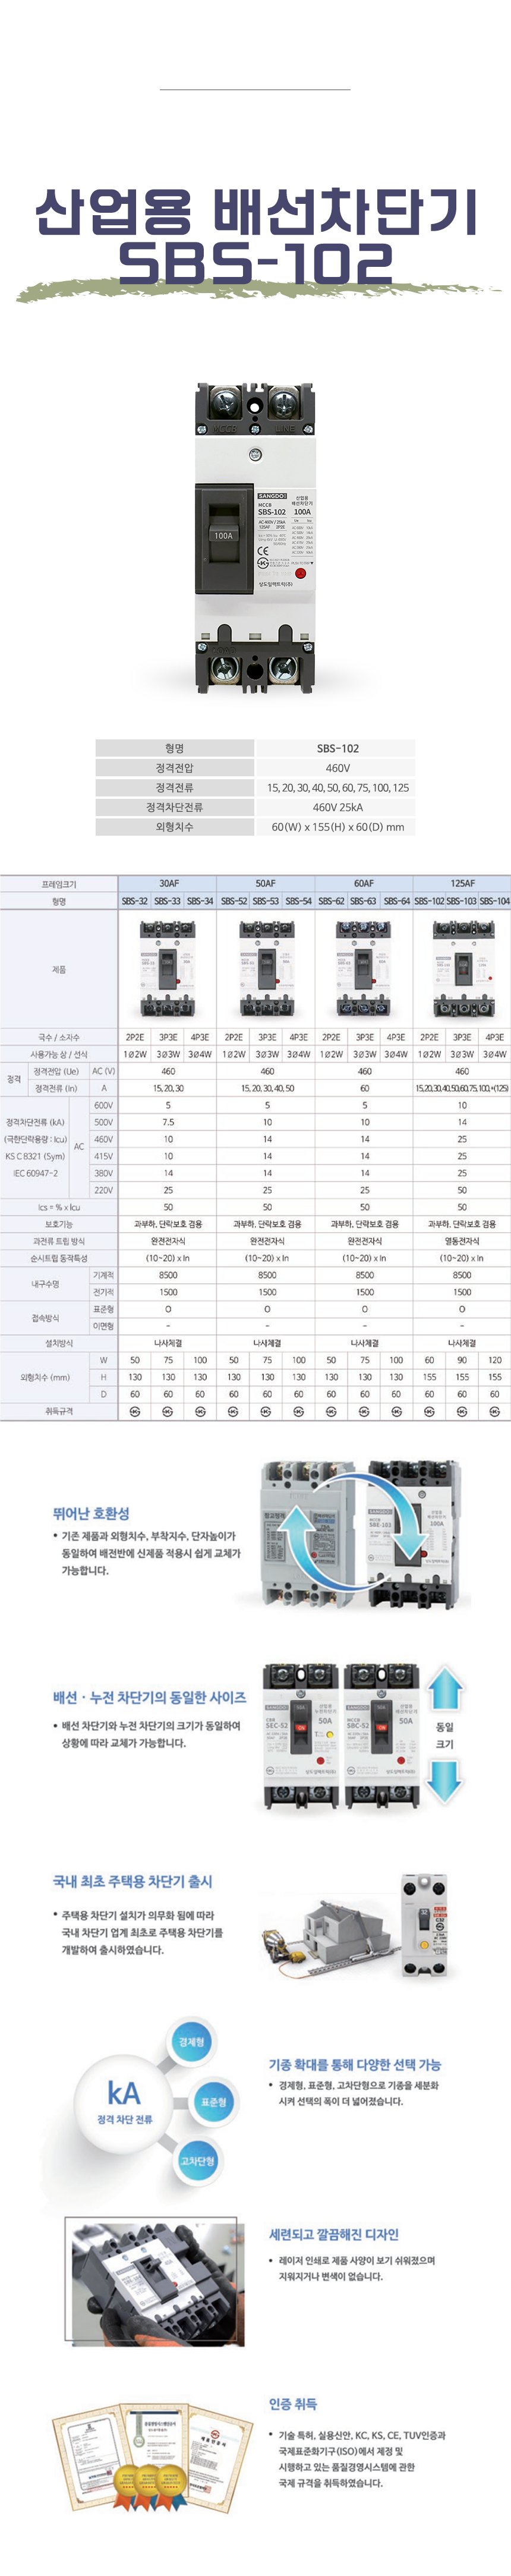 산업용 배선차단기
SBS-102
MCCB LINE
SANGDO 산업용
배선차단기
MCCB
SBS-102 100A
100A
CE
상도일렉트릭(주)
형명 SBS-102
정격전압 460V
정격전류 15, 20, 30, 40, 50, 60, 75, 100, 125
정격차단전류 460V 25kA
외형치수 60(W) x 155(H) x 60(D) mm
프레임크기 30AF 50AF 60AF 125AF
형명 SBS-32 SBS-33 SBS-34 SBS-52 SBS-53 SBS-54 SBS-62 SBS-63 SBS-64 SBS-102 SBS-103 SBS-104
제품
극수 / 소자수 2P2E 3P3E 4P3E 2P2E 3P3E 4P3E 2P2E 3P3E 4P3E 2P2E 3P3E 4P3E
사용가능 상 / 선식 1Ø2W 3Ø3W 3Ø4W 1Ø2W 3Ø3W 3Ø4W 1Ø2W 3Ø3W 3Ø4W 1Ø2W 3Ø3W 3Ø4W
정격 정격전압 (Ue) AC (V) 460 460 460 460
정격전류 (In) A 15, 20, 30 15, 20, 30, 40, 50 60 15,20,30,40,50,60,75,100,*(125)
정격차단전류 (kA)
(극한단락용량 : Icu)
KS C 8321 (Sym)
IEC 60947-2
AC
600V 5 5 5 10
500V 7.5 10 10 14
460V 10 14 14 25
415V 10 14 14 25
380V 14 14 14 25
220V 25 25 25 50
Ics = % x Icu 50 50 50 50
보호기능 과부하, 단락보호 겸용 과부하, 단락보호 겸용 과부하, 단락보호 겸용 과부하, 단락보호 겸용
과전류 트립 방식 완전전자식 완전전자식 완전전자식 열동전자식
순시트립 동작특성 (10~20) x In (10~20) x In (10~20) x In (10~20) x In
내구수명 기계적 8500 8500 8500 8500
전기적 1500 1500 1500 1500
접속방식 표준형 O O O O
이면형 - - - -
설치방식 나사체결 나사체결 나사체결 나사체결
외형치수 (mm) W 50 75 100 50 75 100 50 75 100 60 90 120
H 130 130 130 130 130 130 130 130 130 155 155 155
D 60 60 60 60 60 60 60 60 60 60 60 60
취득규격
뛰어난 호환성
• 기존 제품과 외형치수, 부착치수, 단자높이가
동일하여 배전반에 신제품 적용시 쉽게 교체가
가능합니다.
SANGDO
100A
배선 · 누전 차단기의 동일한 사이즈
• 배선 차단기와 누전 차단기의 크기가 동일하여
상황에 따라 교체가 가능합니다.
SEC-52 50A
SBC-52 50A
동일
크기
국내 최초 주택용 차단기 출시
• 주택용 차단기 설치가 의무화 됨에 따라
국내 차단기 업계 최초로 주택용 차단기를
개발하여 출시하였습니다.
C32
경제형
kA
정격 차단 전류
표준형
고차단형
기종 확대를 통해 다양한 선택 가능
• 경제형, 표준형, 고차단형으로 기종을 세분화
시켜 선택의 폭이 더 넓어졌습니다.
세련되고 깔끔해진 디자인
• 레이저 인쇄로 제품 사양이 보기 쉬워졌으며
지워지거나 변색이 없습니다.
인증 취득
• 기술 특허, 실용신안, KC, KS, CE, TUV인증과
국제표준화기구(ISO)에서 제정 및
시행하고 있는 품질경영시스템에 관한
국제 규격을 취득하였습니다.